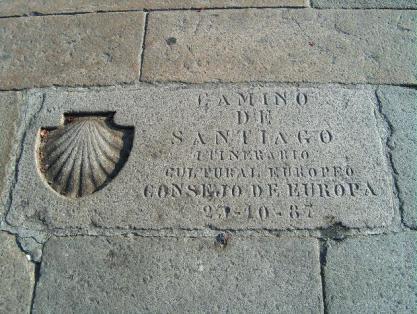 CAMINO
DE
SANTIAGO
ITINERARIO
CULTURAL EUROPEO
CONSEJO DE EUROPA
23-10-87